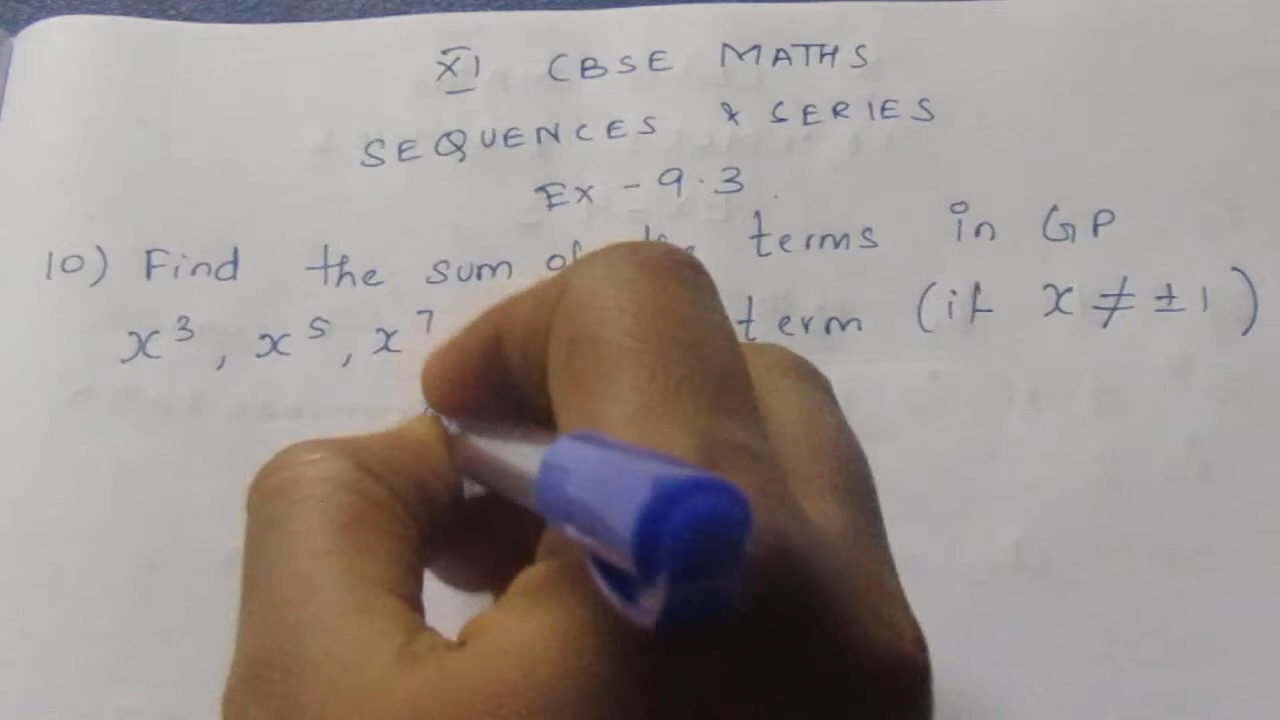 XI CBSE MATHS
SEQUENCES & SERIES
Ex - 9.3
10) Find the sum of terms in GP
x³, x⁵, x⁷ term (if x ≠ ±1)